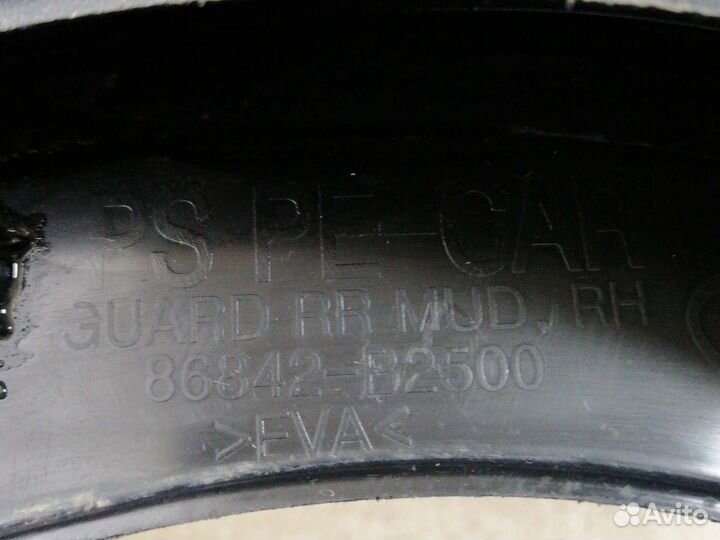 PS PE-CAR
GUARD-RR MUD, RH
86842-B2500
>EVA<
Avito